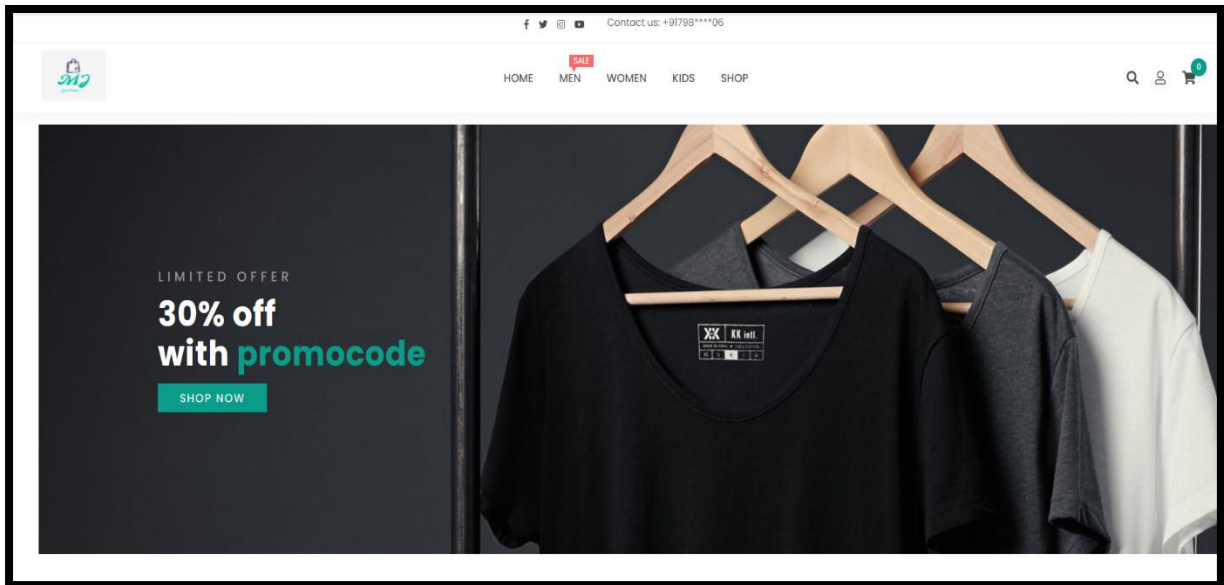 Contact us: +91798****06
MJ
SALE
HOME MEN WOMEN KIDS SHOP
0
LIMITED OFFER
30% off
with promocode
SHOP NOW
KK intl.